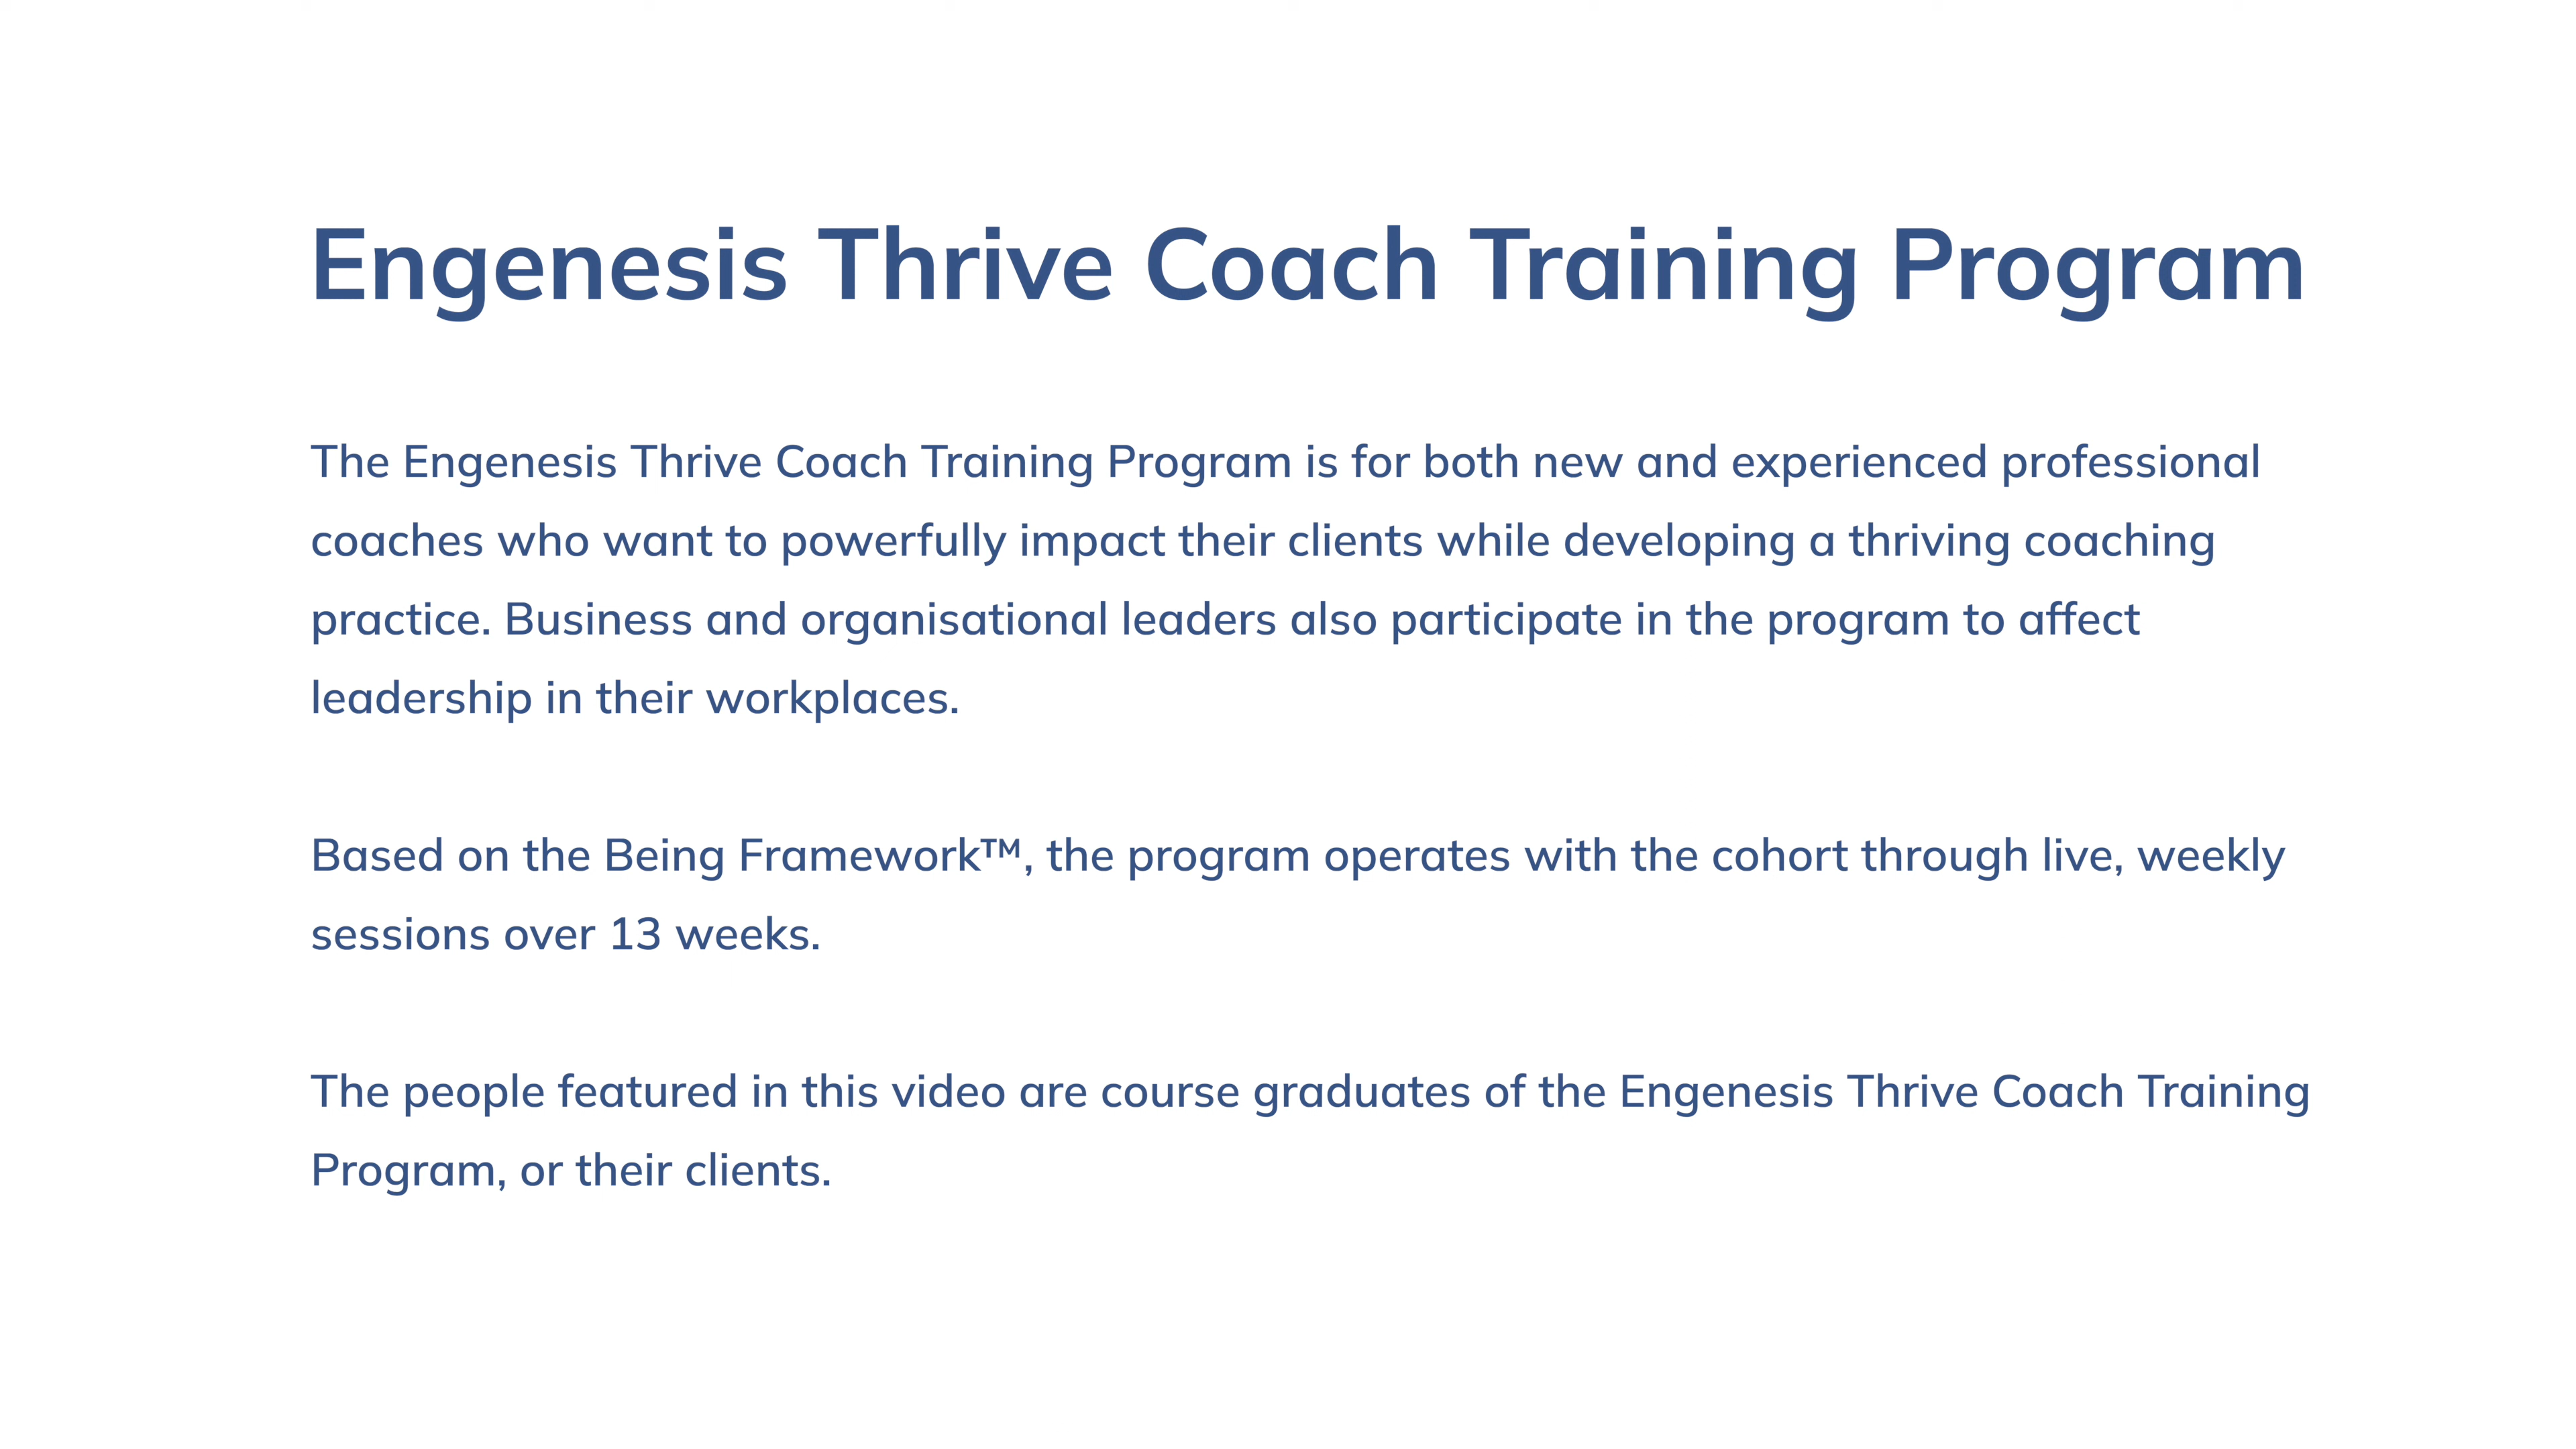 Engenesis Thrive Coach Training Program
The Engenesis Thrive Coach Training Program is for both new and experienced professional
coaches who want to powerfully impact their clients while developing a thriving coaching
practice. Business and organisational leaders also participate in the program to affect
leadership in their workplaces.
Based on the Being Framework™, the program operates with the cohort through live, weekly
sessions over 13 weeks.
The people featured in this video are course graduates of the Engenesis Thrive Coach Training
Program, or their clients.